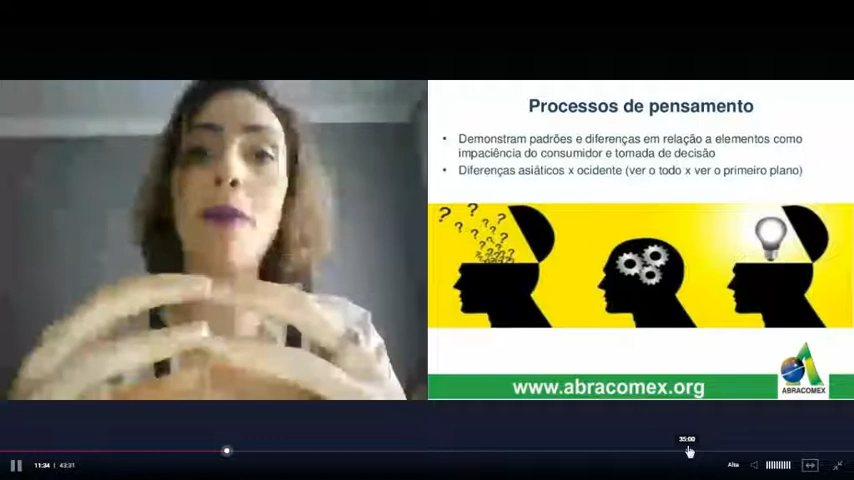 Processos de pensamento
• Demonstram padrões e diferenças em relação a elementos como
impaciência do consumidor e tomada de decisão
• Diferenças asiáticos x ocidente (ver o todo x ver o primeiro plano)
? ? ? ? ? ? ?
www.abracomex.org
ABRACOMEX
35:00
11:34 | 43:31
Alta